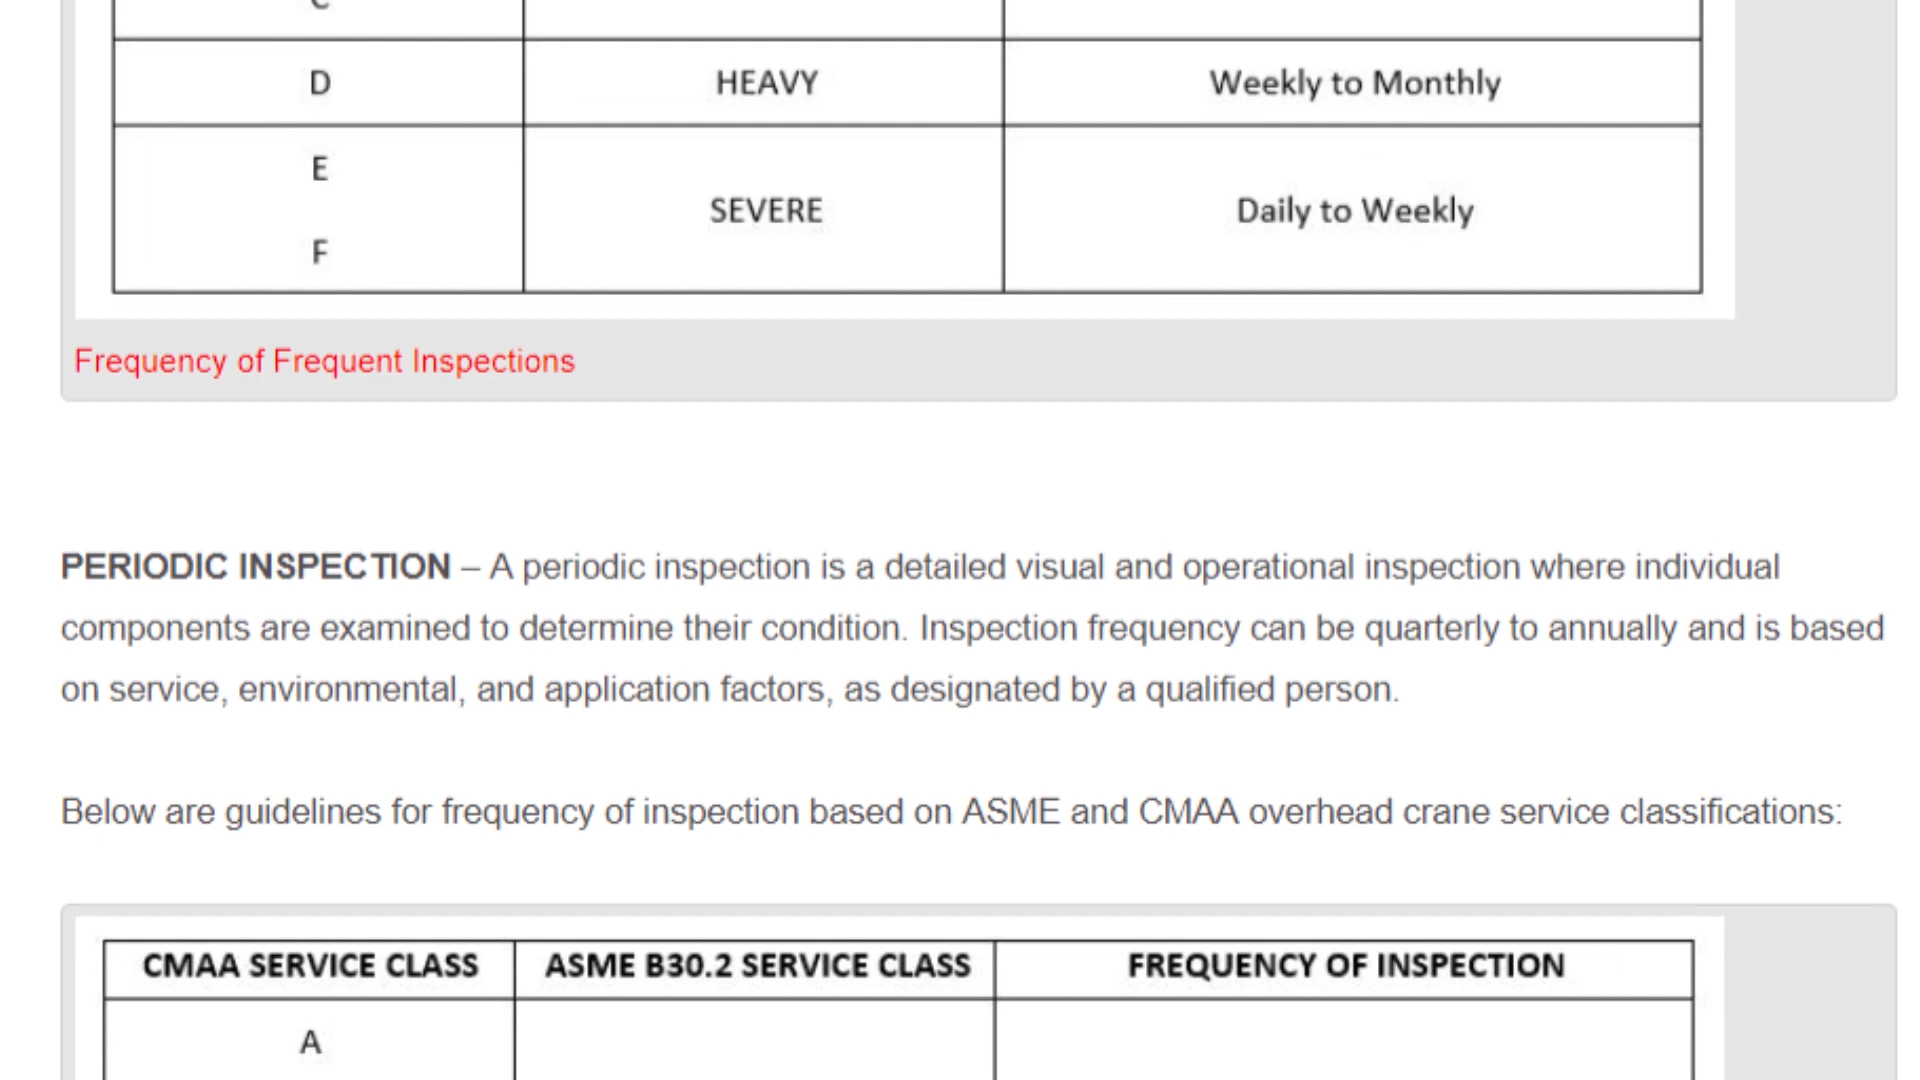 C
D HEAVY Weekly to Monthly
E
SEVERE Daily to Weekly
F
Frequency of Frequent Inspections
PERIODIC INSPECTION – A periodic inspection is a detailed visual and operational inspection where individual
components are examined to determine their condition. Inspection frequency can be quarterly to annually and is based
on service, environmental, and application factors, as designated by a qualified person.
Below are guidelines for frequency of inspection based on ASME and CMAA overhead crane service classifications:
CMAA SERVICE CLASS ASME B30.2 SERVICE CLASS FREQUENCY OF INSPECTION
A